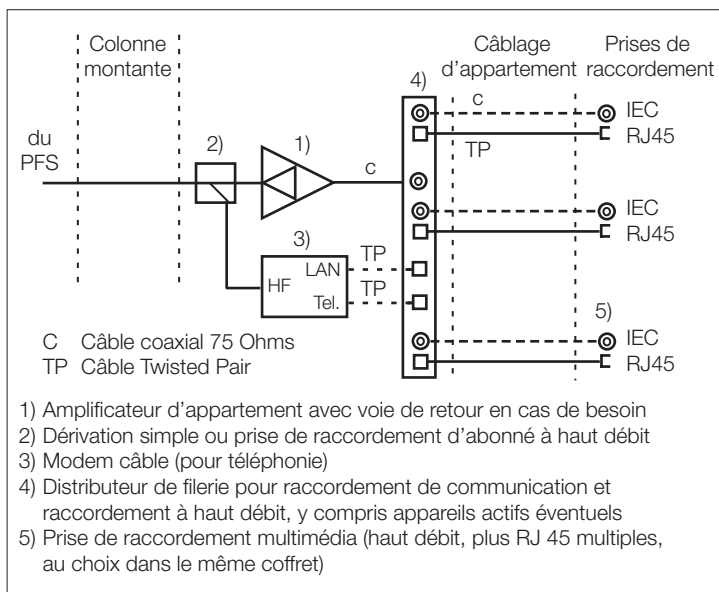 Colonne
montante
Câblage
d'appartement
Prises de
raccordement
du
PFS
2)
1)
c
4)
c
TP
IEC
RJ45
IEC
RJ45
3)
LAN
HF
Tel.
TP
TP
5)
IEC
RJ45
C Câble coaxial 75 Ohms
TP Câble Twisted Pair
1) Amplificateur d'appartement avec voie de retour en cas de besoin
2) Dérivation simple ou prise de raccordement d'abonné à haut débit
3) Modem câble (pour téléphonie)
4) Distributeur de filerie pour raccordement de communication et
raccordement à haut débit, y compris appareils actifs éventuels
5) Prise de raccordement multimédia (haut débit, plus RJ 45 multiples,
au choix dans le même coffret)